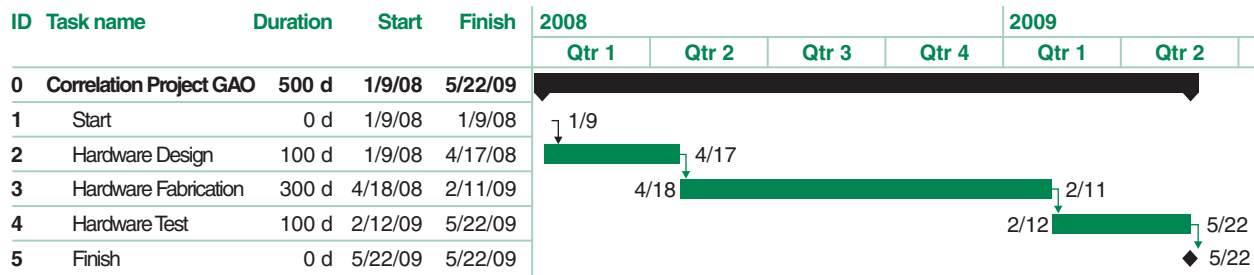 ID Task name Duration Start Finish 2008 2009
Qtr 1 Qtr 2 Qtr 3 Qtr 4 Qtr 1 Qtr 2
0 Correlation Project GAO 500 d 1/9/08 5/22/09
1 Start 0 d 1/9/08 1/9/08 1/9
2 Hardware Design 100 d 1/9/08 4/17/08 4/17
3 Hardware Fabrication 300 d 4/18/08 2/11/09 4/18 2/11
4 Hardware Test 100 d 2/12/09 5/22/09 2/12 5/22
5 Finish 0 d 5/22/09 5/22/09 5/22